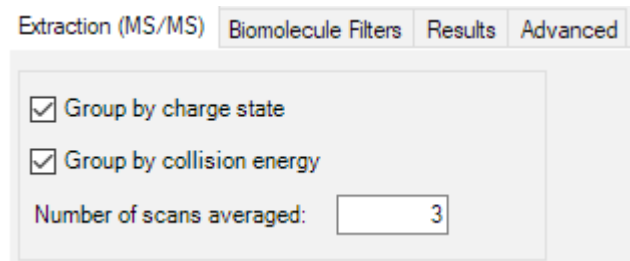 Extraction (MS/MS) Biomolecule Filters Results Advanced
Group by charge state
Group by collision energy
Number of scans averaged: 3